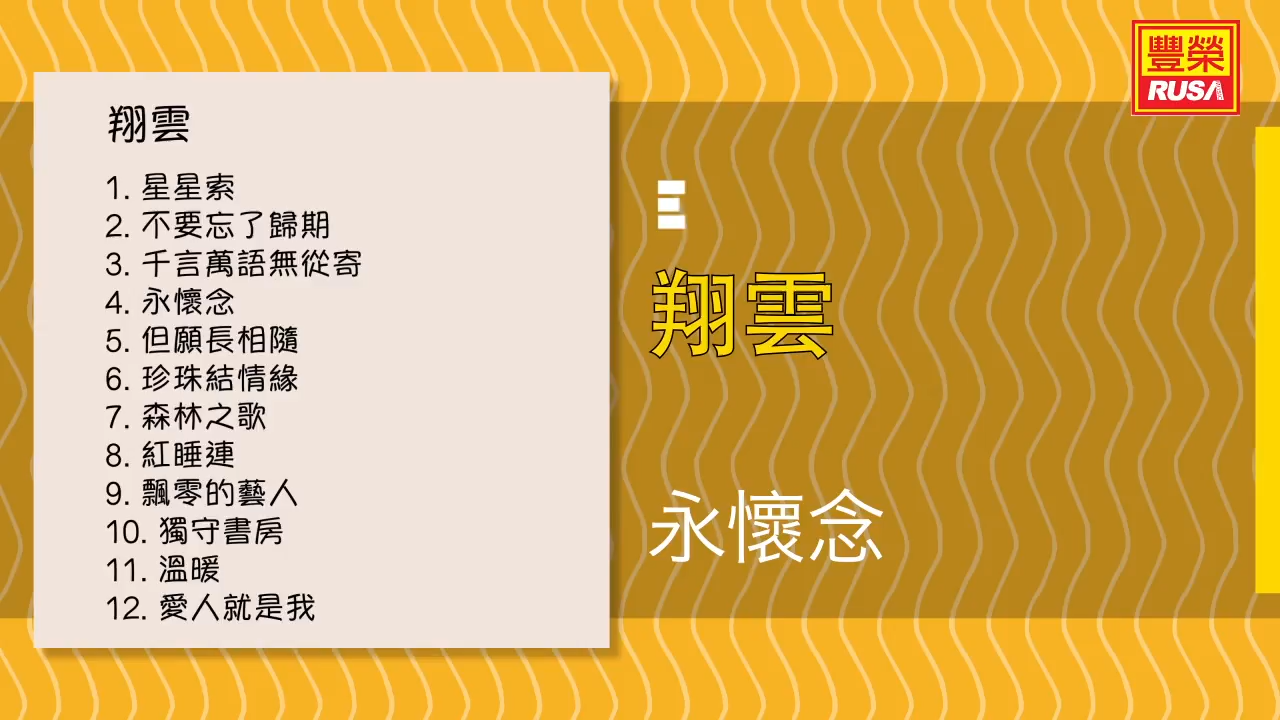 翔雲
1. 星星索
2. 不要忘了歸期
3. 千言萬語無從寄
4. 永懷念
5. 但願長相隨
6. 珍珠結情緣
7. 森林之歌
8. 紅睡連
9. 飄零的藝人
10. 獨守書房
11. 溫暖
12. 愛人就是我
豐榮
RUSA
翔雲
永懷念